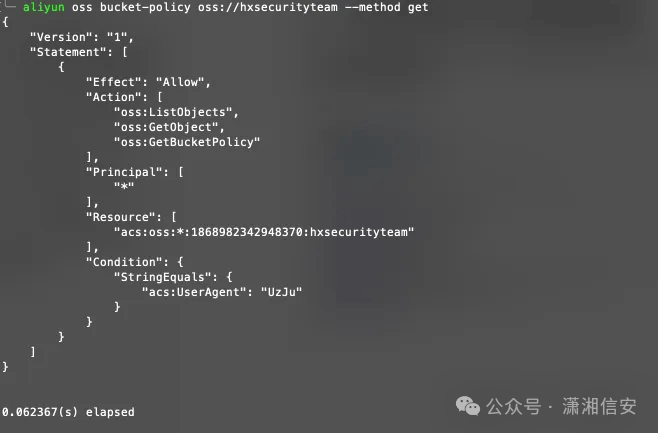 aliyun oss bucket-policy oss://hxsecurityteam --method get
{
    "Version": "1",
    "Statement": [
        {
            "Effect": "Allow",
            "Action": [
                "oss:ListObjects",
                "oss:GetObject",
                "oss:GetBucketPolicy"
            ],
            "Principal": [
                "*"
            ],
            "Resource": [
                "acs:oss:*:1868982342948370:hxsecurityteam"
            ],
            "Condition": {
                "StringEquals": {
                    "acs:UserAgent": "UzJu"
                }
            }
        }
    ]
}
0.062367(s) elapsed
公众号 · 潇湘信安